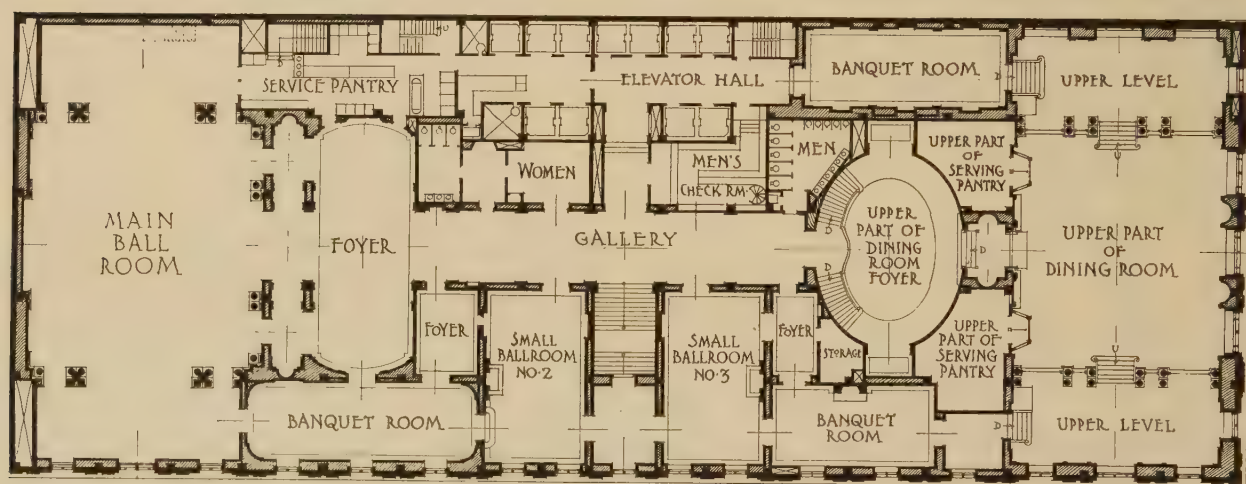 SERVICE PANTRY
ELEVATOR HALL
BANQUET ROOM
UPPER LEVEL
MAIN
BALL
ROOM
FOYER
WOMEN
MEN'S
CHECK RM.
MEN
UPPER PART
OF
SERVING
PANTRY
GALLERY
UPPER
PART OF
DINING
ROOM
FOYER
D
D
D
D
UPPER PART
OF
DINING ROOM
FOYER
SMALL
BALLROOM
NO·2
SMALL
BALLROOM
NO·3
FOYER
STORAGE
UPPER
PART OF
SERVING
PANTRY
BANQUET ROOM
BANQUET
ROOM
D
UPPER LEVEL